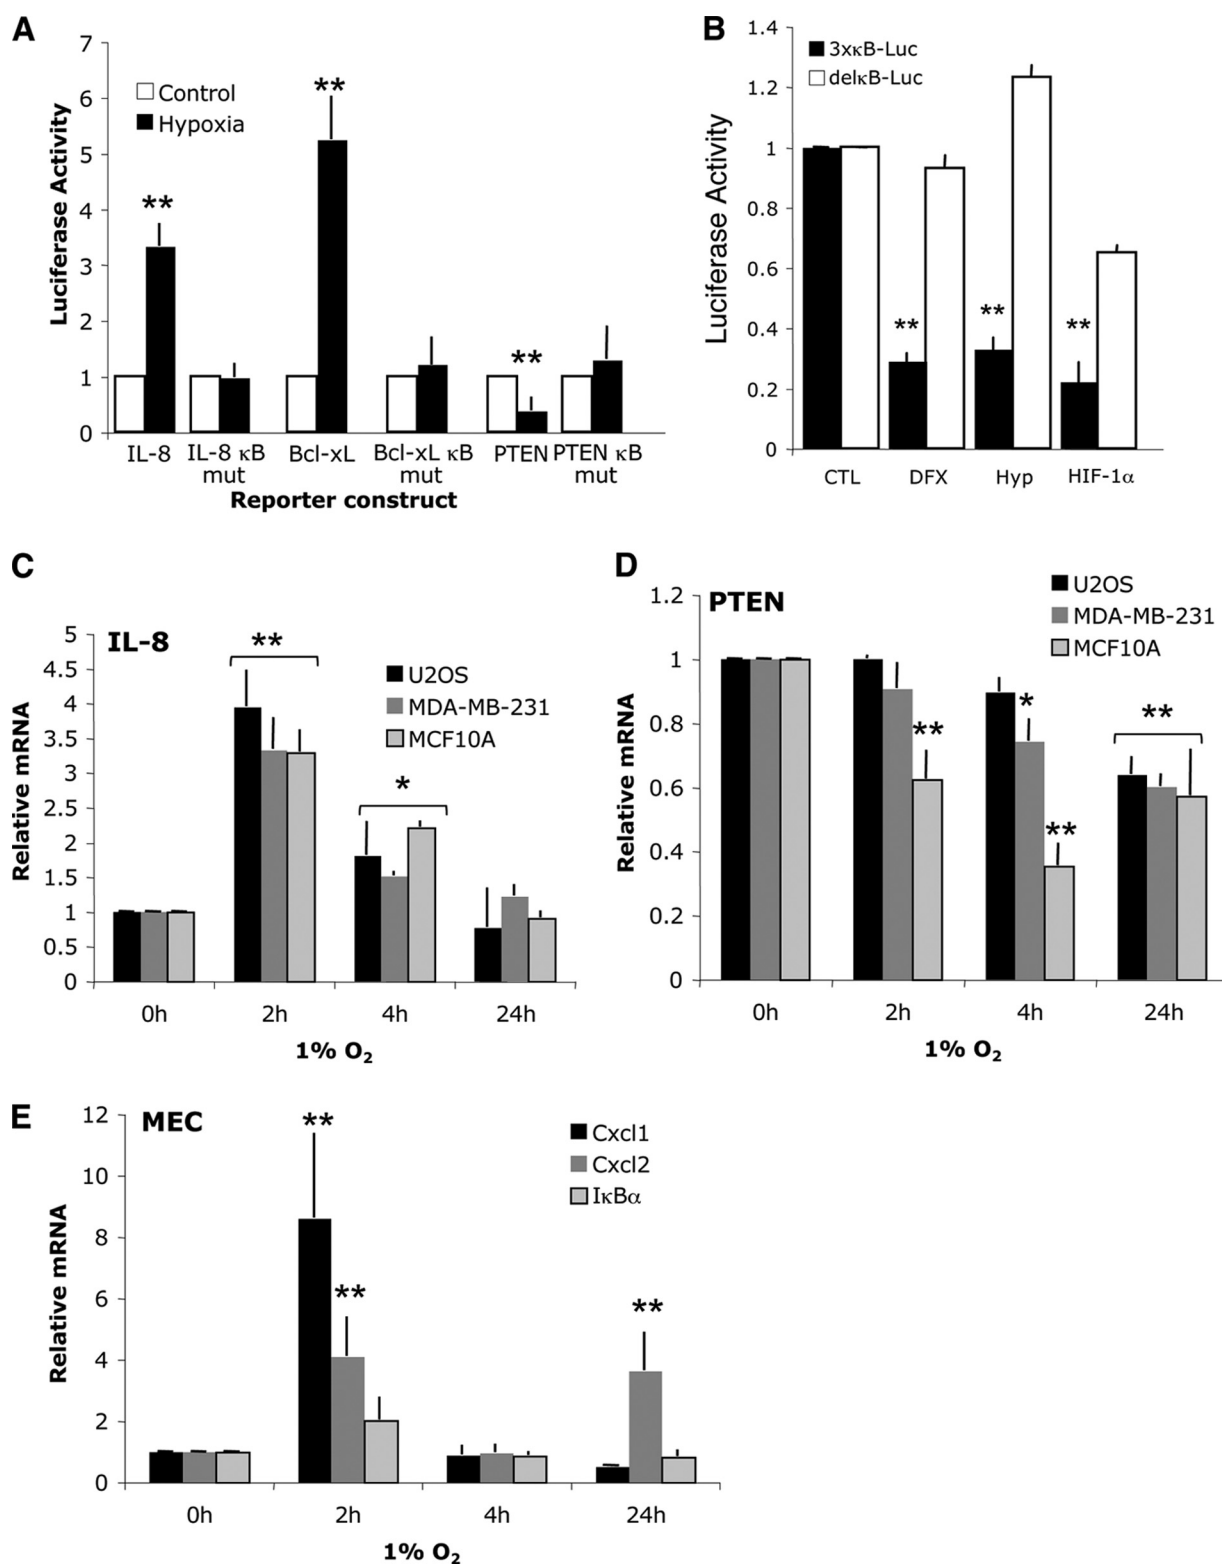 A
7
6
5
4
3
2
1
0
Luciferase Activity
Control
Hypoxia
**
**
**
IL-8
IL-8 κB mut
Bcl-xL
Bcl-xL κB mut
PTEN
PTEN κB mut
Reporter construct
B
1.4
1.2
1
0.8
0.6
0.4
0.2
0
Luciferase Activity
3xκB-Luc
delκB-Luc
**
**
**
CTL
DFX
Hyp
HIF-1α
C
IL-8
5
4.5
4
3.5
3
2.5
2
1.5
1
0.5
0
Relative mRNA
**
*
U2OS
MDA-MB-231
MCF10A
0h
2h
4h
24h
1% O₂
D
PTEN
1.2
1
0.8
0.6
0.4
0.2
0
Relative mRNA
U2OS
MDA-MB-231
MCF10A
**
*
**
**
0h
2h
4h
24h
1% O₂
E
MEC
12
10
8
6
4
2
0
Relative mRNA
**
**
**
Cxcl1
Cxcl2
IκBα
0h
2h
4h
24h
1% O₂